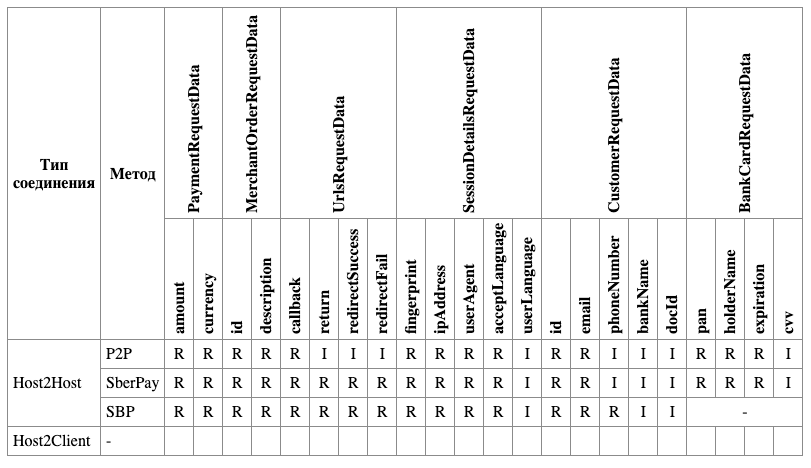 Тип соединения
Метод
PaymentRequestData
MerchantOrderRequestData
UrlsRequestData
SessionDetailsRequestData
CustomerRequestData
BankCardRequestData
amount
currency
id
description
callback
return
redirectSuccess
redirectFail
fingerprint
ipAddress
userAgent
acceptLanguage
userLanguage
id
email
phoneNumber
bankName
docId
pan
holderName
expiration
cvv
Host2Host
P2P R R R R R I I I R R R R I R R I I I R R R I
SberPay R R R R R R R R R R R R I R R I I I R R R I
SBP R R R R R R R R R R R R I R R R I I -
Host2Client -